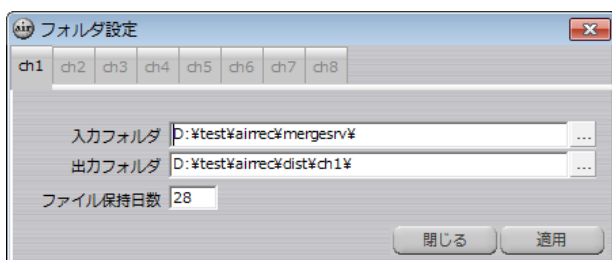 air フォルダ設定
ch1 ch2 ch3 ch4 ch5 ch6 ch7 ch8
入力フォルダ D:¥test¥airrec¥mergesrv¥ ...
出力フォルダ D:¥test¥airrec¥dist¥ch1¥ ...
ファイル保持日数 28
閉じる 適用